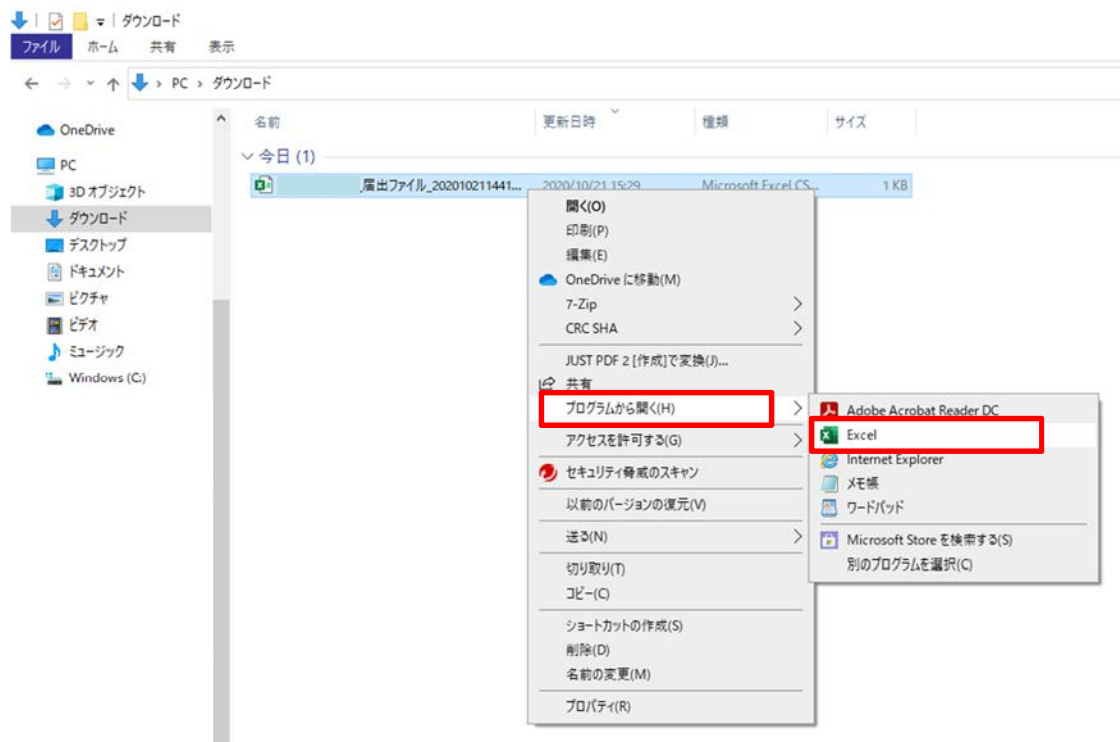 ダウンロード
ファイル ホーム 共有 表示
PC ダウンロード
名前 更新日時 種類 サイズ
今日 (1)
_届出ファイル_202010211441... 2020/10/21 15:29 Microsoft Excel CS... 1 KB
OneDrive
PC
3D オブジェクト
ダウンロード
デスクトップ
ドキュメント
ピクチャ
ビデオ
ミュージック
Windows (C:)
開く(O)
印刷(P)
編集(E)
OneDrive に移動(M)
7-Zip
CRC SHA
JUST PDF 2 [作成]で変換(J)...
共有
プログラムから開く(H)
アクセスを許可する(G)
セキュリティ脅威のスキャン
以前のバージョンの復元(V)
送る(N)
切り取り(T)
コピー(C)
ショートカットの作成(S)
削除(D)
名前の変更(M)
プロパティ(R)
Adobe Acrobat Reader DC
Excel
Internet Explorer
メモ帳
ワードパッド
Microsoft Store を検索する(S)
別のプログラムを選択(C)